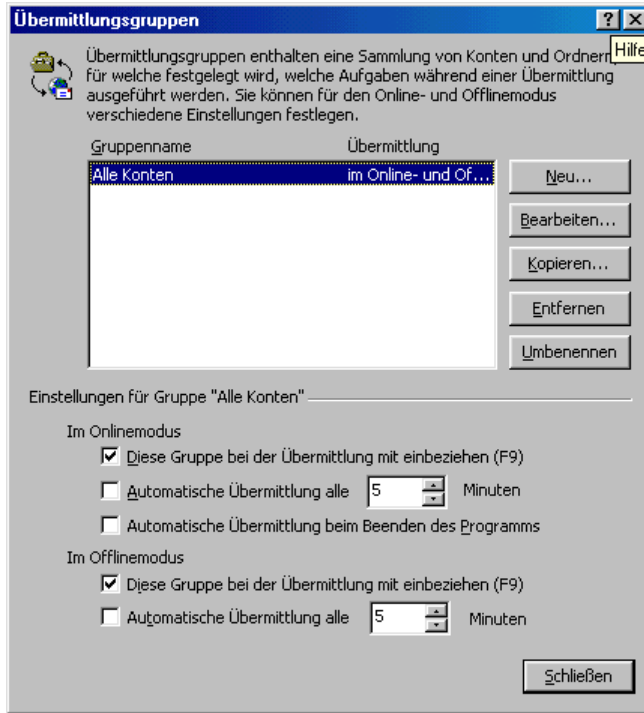 Übermittlungsgruppen
Hilfe
Übermittlungsgruppen enthalten eine Sammlung von Konten und Ordnern,
für welche festgelegt wird, welche Aufgaben während einer Übermittlung
ausgeführt werden. Sie können für den Online- und Offlinemodus
verschiedene Einstellungen festlegen.
Gruppenname Übermittlung
Alle Konten im Online- und Of...
Neu...
Bearbeiten...
Kopieren...
Entfernen
Umbenennen
Einstellungen für Gruppe "Alle Konten"
Im Onlinemodus
Diese Gruppe bei der Übermittlung mit einbeziehen (F9)
Automatische Übermittlung alle 5 Minuten
Automatische Übermittlung beim Beenden des Programms
Im Offlinemodus
Diese Gruppe bei der Übermittlung mit einbeziehen (F9)
Automatische Übermittlung alle 5 Minuten
Schließen